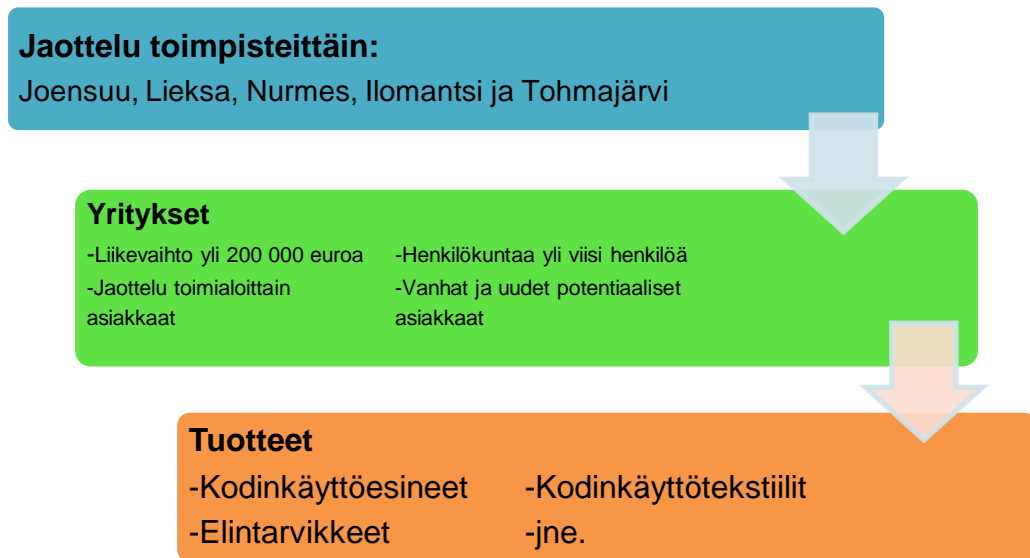 Jaottelu toimpisteittäin:
Joensuu, Lieksa, Nurmes, Ilomantsi ja Tohmajärvi
Yritykset
-Liikevaihto yli 200 000 euroa -Henkilökuntaa yli viisi henkilöä
-Jaottelu toimialoittain -Vanhat ja uudet potentiaaliset
asiakkaat asiakkaat
Tuotteet
-Kodinkäyttöesineet -Kodinkäyttötekstiilit
-Elintarvikkeet -jne.